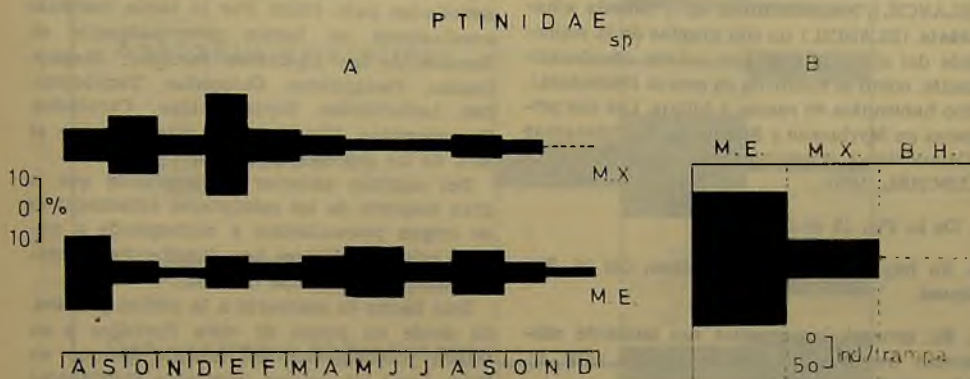 PTINIDAE
sp
A
B
M.E. M.X. B.H.
M.X
10
0 %
10
M.E.
0
50 ind./trampa
A S O N D E F M A M J J A S O N D